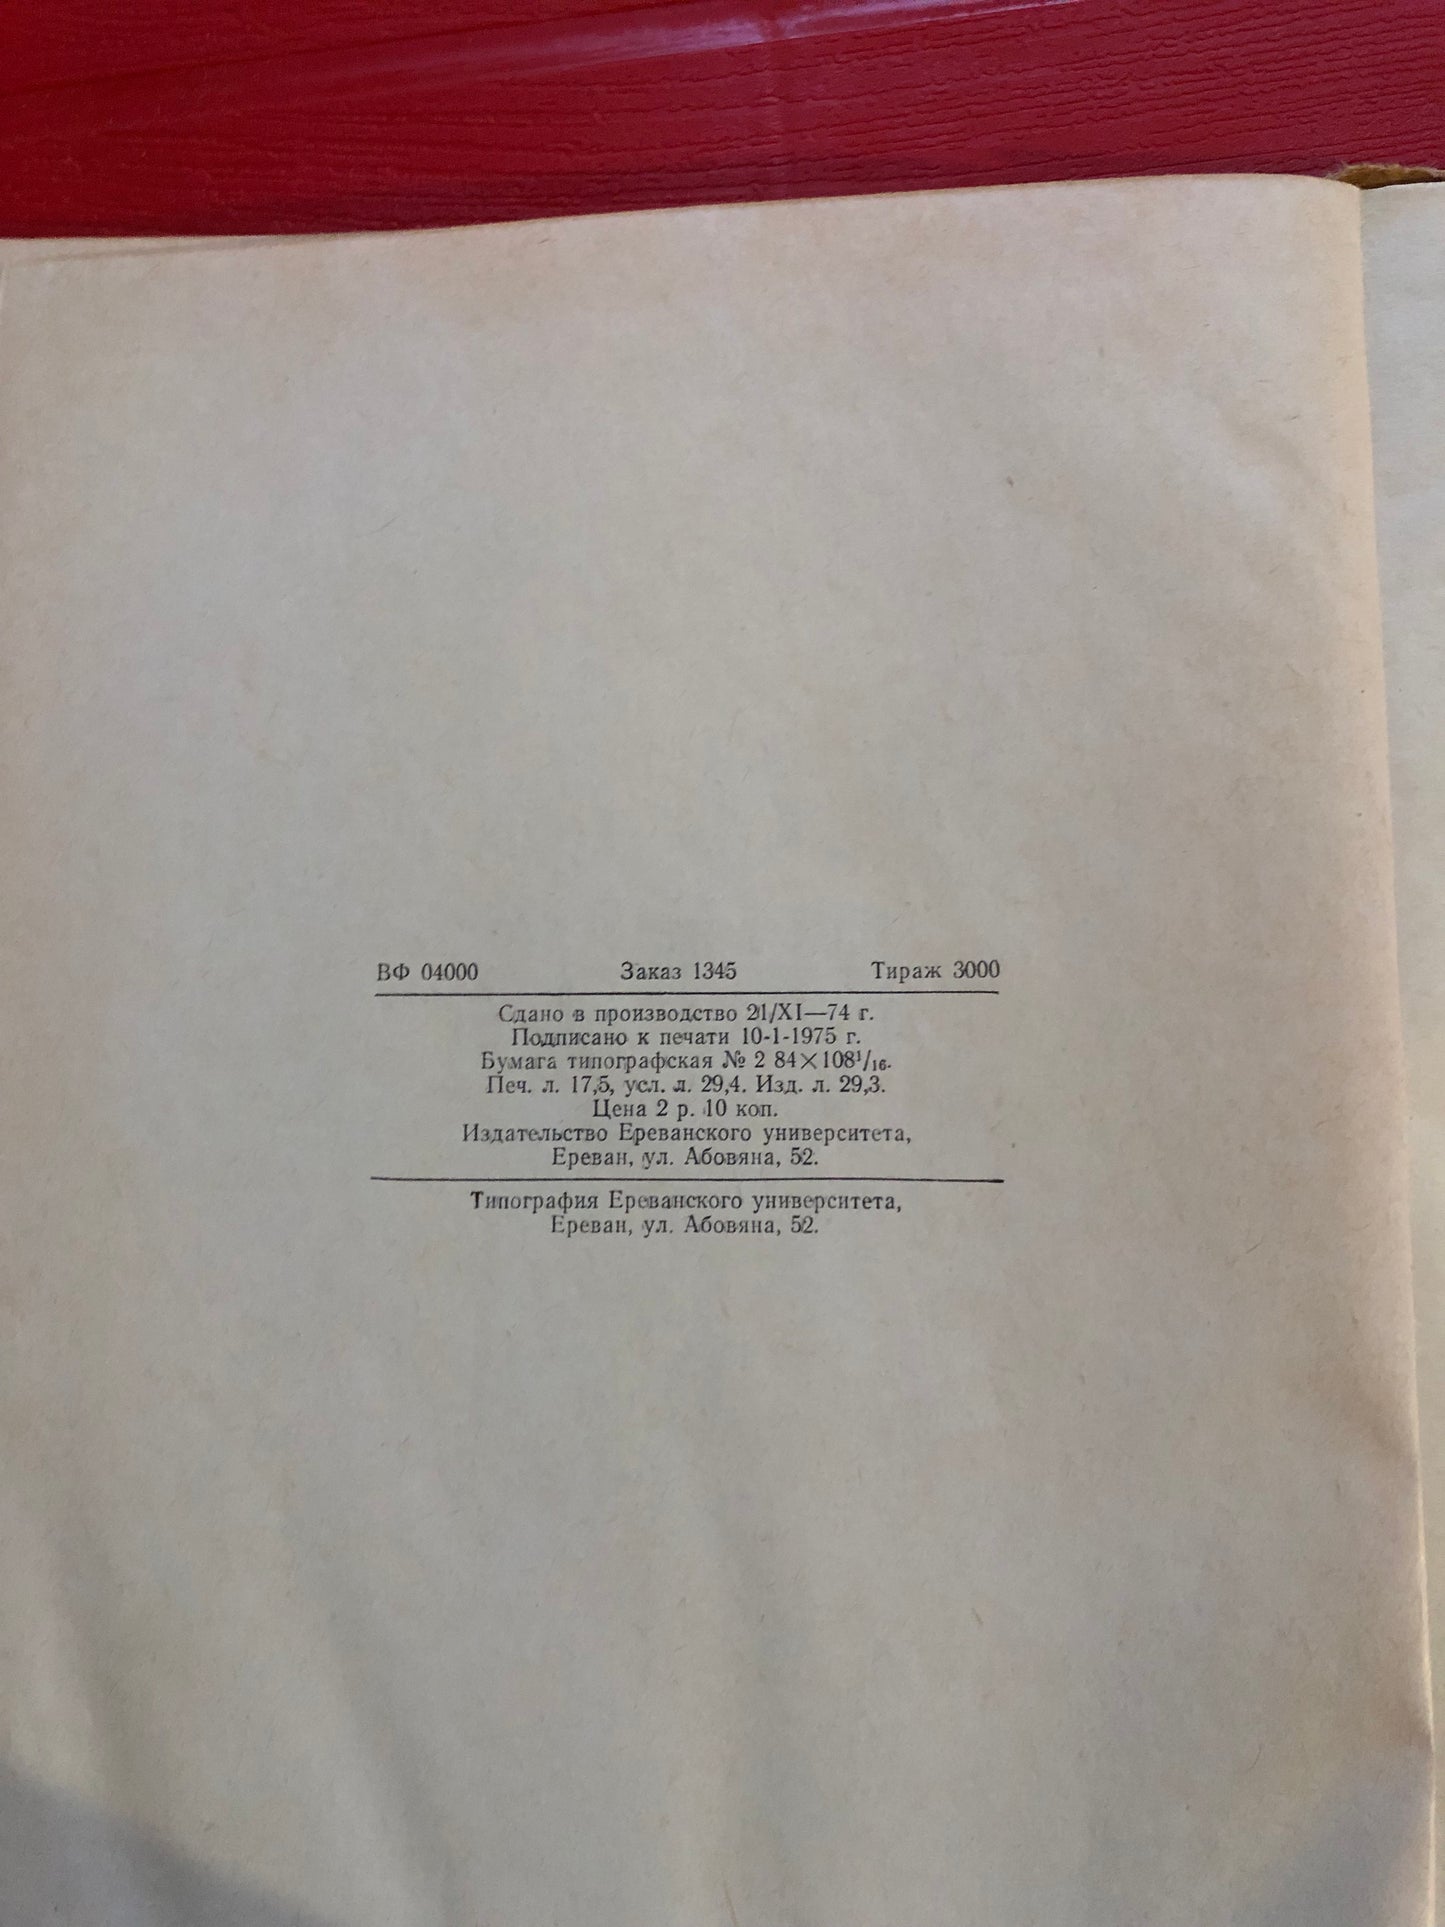 ВФ 04000 Заказ 1345 Тираж 3000
Сдано в производство 21/XI—74 г.
Подписано к печати 10-1-1975 г.
Бумага типографская № 2 84×108¹/₁₆.
Печ. л. 17,5, усл. л. 29,4. Изд. л. 29,3.
Цена 2 р. 10 коп.
Издательство Ереванского университета,
Ереван, ул. Абовяна, 52.
Типография Ереванского университета,
Ереван, ул. Абовяна, 52.